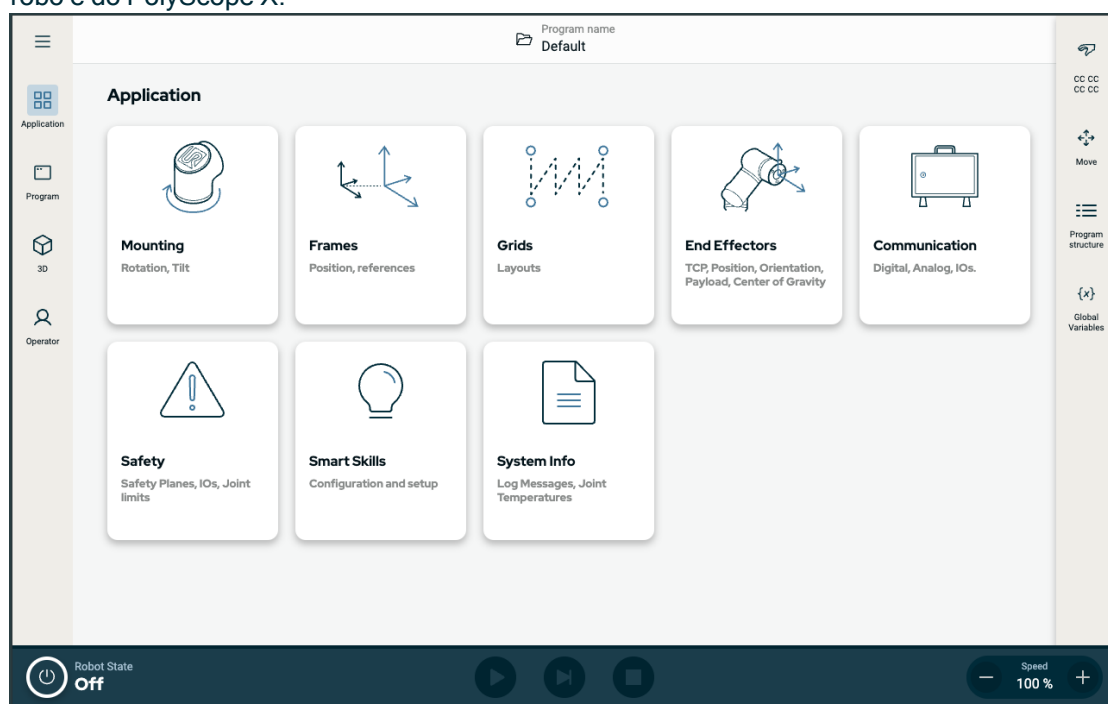 robô e do PolyScope X.
Program name
Default
Application
Program
3D
Operator
Application
Mounting
Rotation, Tilt
Frames
Position, references
Grids
Layouts
End Effectors
TCP, Position, Orientation,
Payload, Center of Gravity
Communication
Digital, Analog, IOs.
Safety
Safety Planes, IOs, Joint
limits
Smart Skills
Configuration and setup
System Info
Log Messages, Joint
Temperatures
CC CC
CC CC
Move
Program
structure
{x}
Global
Variables
Robot State
Off
Speed
100 %